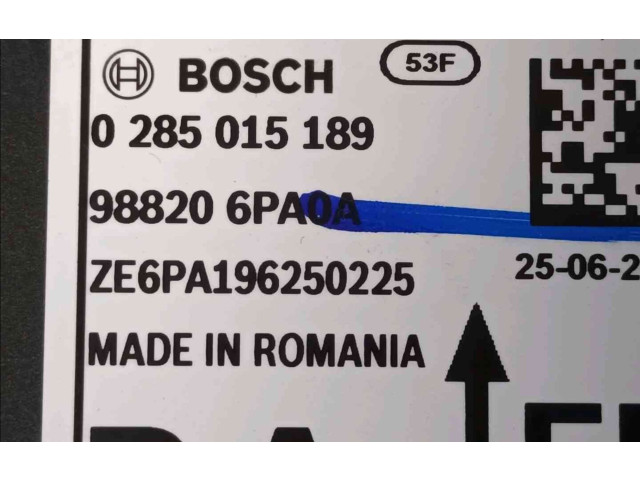 BOSCH 53F
0 285 015 189
98820 6PA0A
ZE6PA196250225
25-06-2
MADE IN ROMANIA